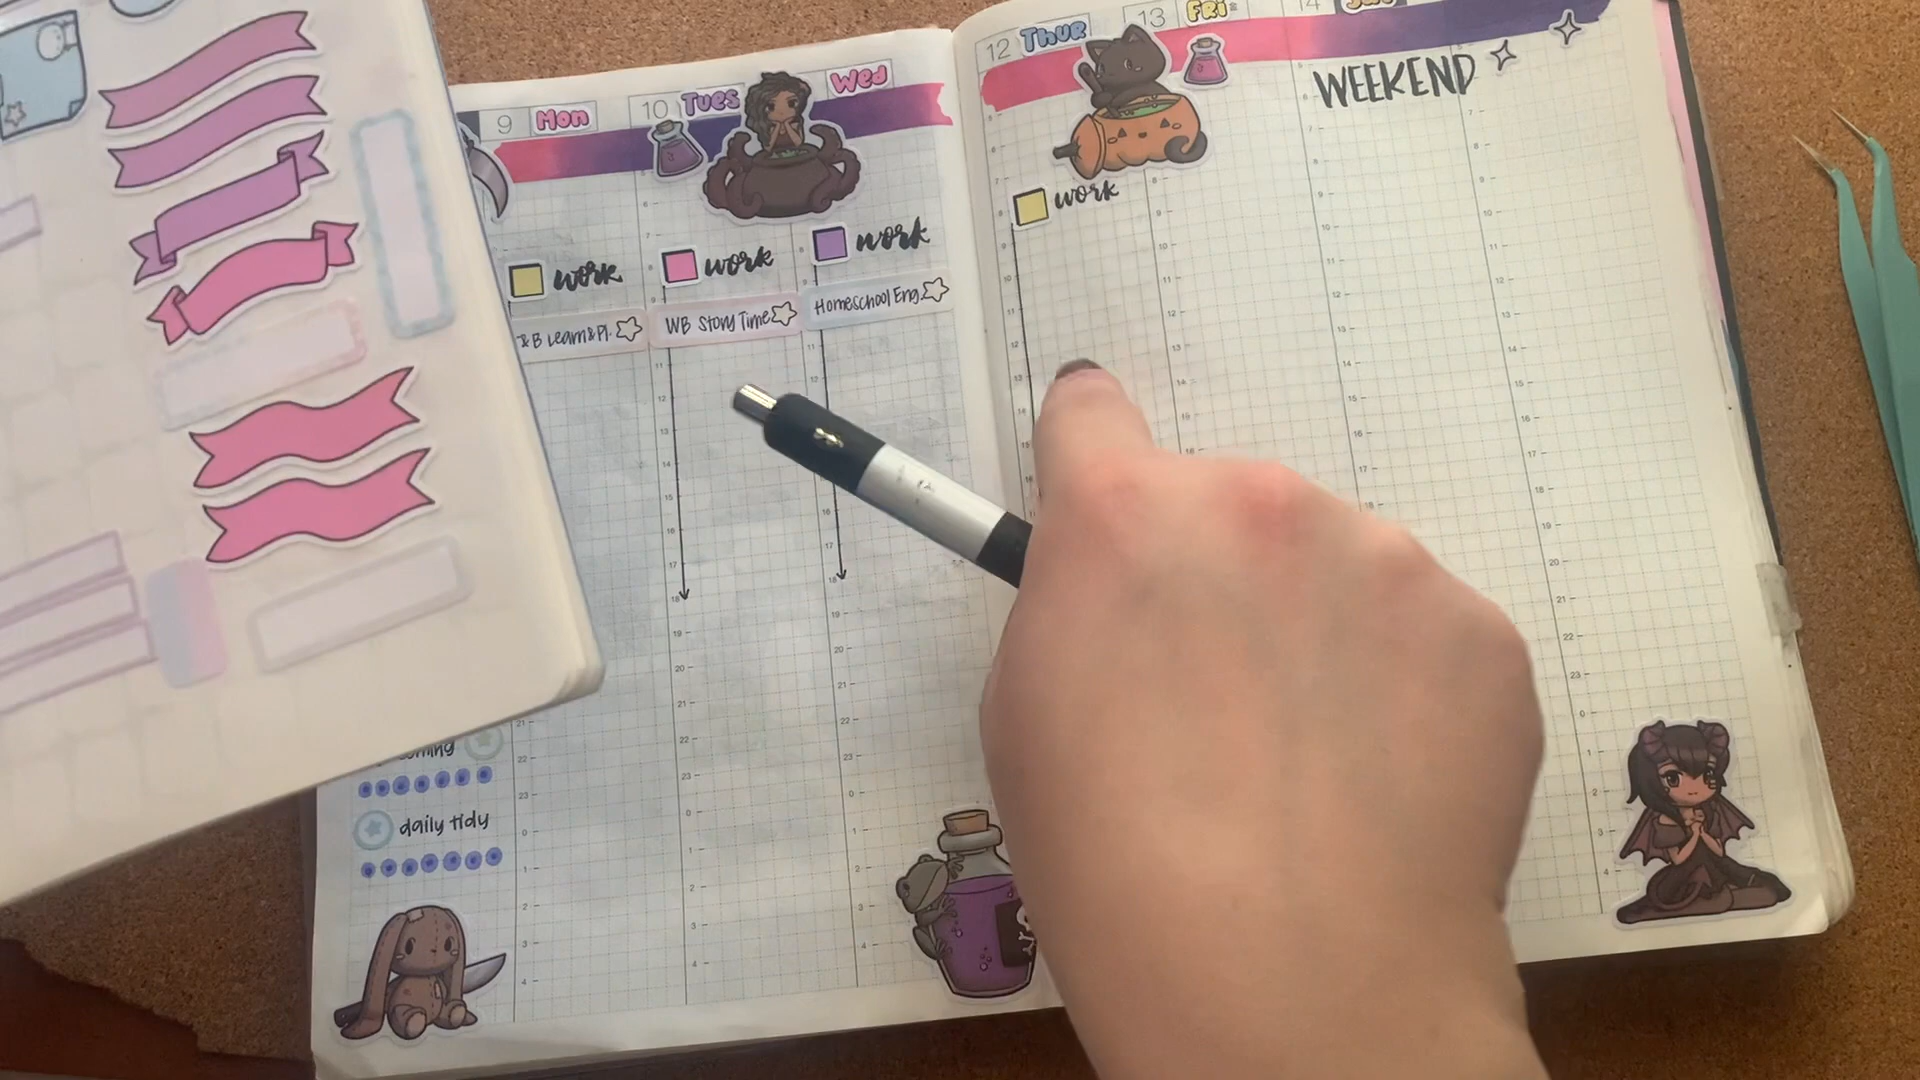 9 Mon
10 Tues
Wed
12 Thur
13 Fri
14
WEEKEND
work
work
work
work
& B Learn & Pl.
WB Story Time
Homeschool Eng.
daily tidy